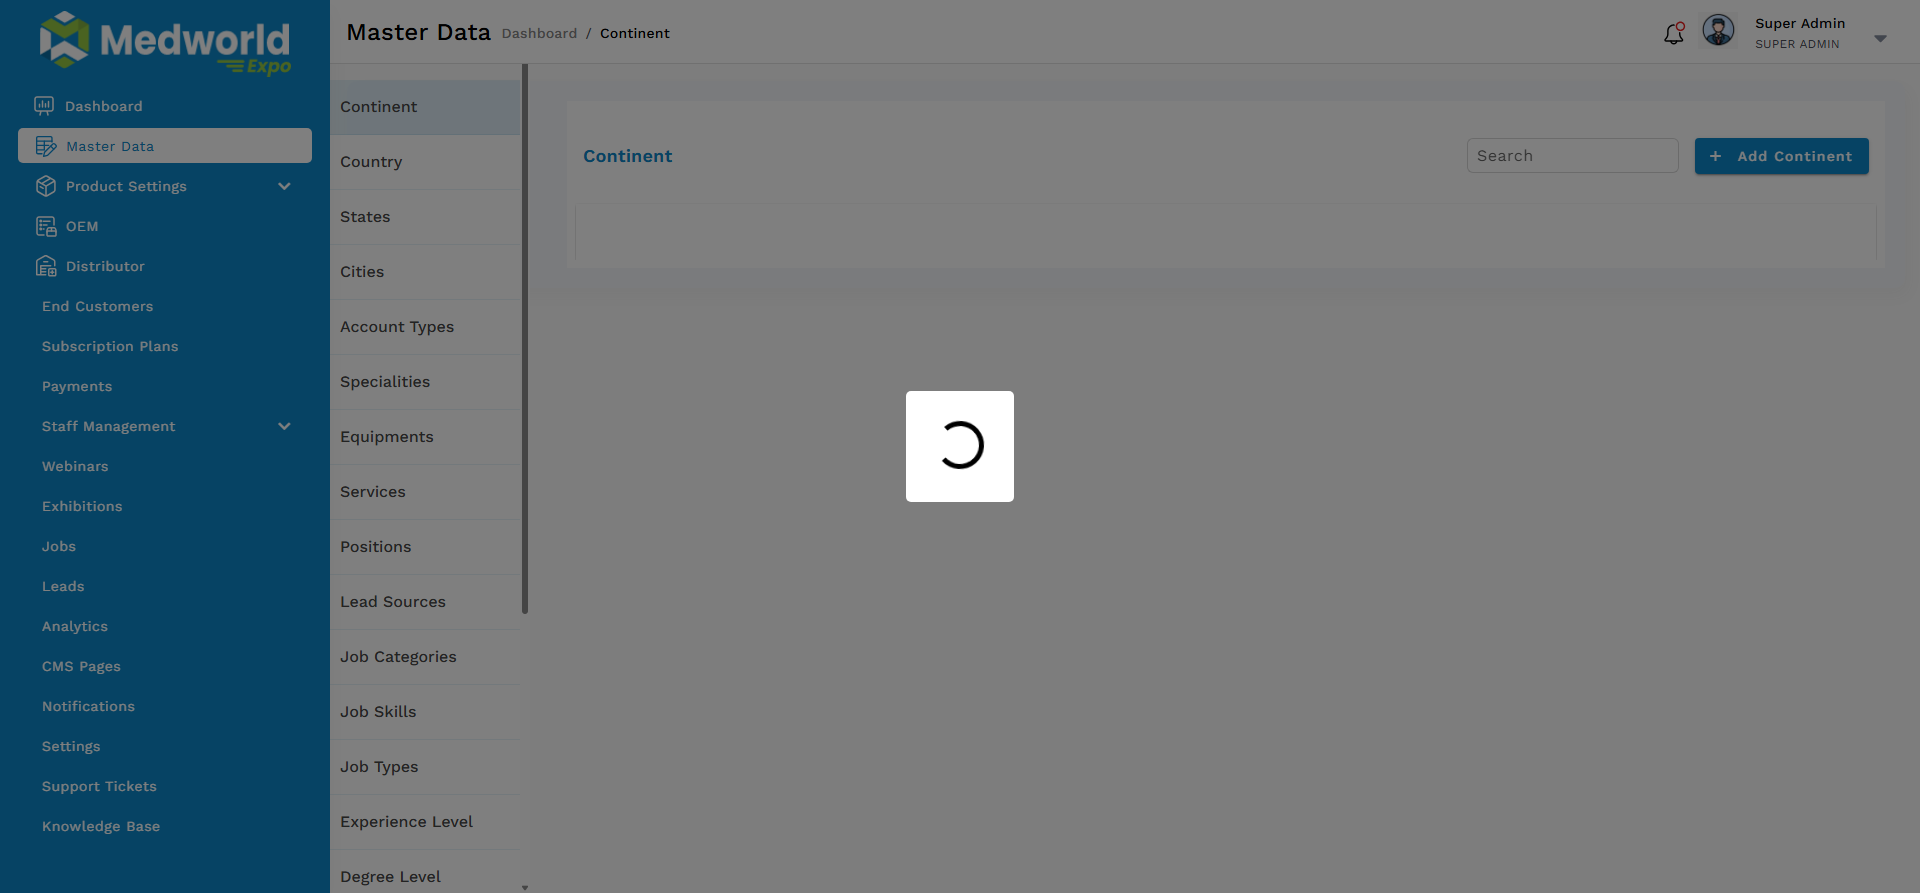 Medworld
Expo
Dashboard
Master Data
Product Settings
OEM
Distributor
End Customers
Subscription Plans
Payments
Staff Management
Webinars
Exhibitions
Jobs
Leads
Analytics
CMS Pages
Notifications
Settings
Support Tickets
Knowledge Base
Master Data Dashboard / Continent
Super Admin
SUPER ADMIN
Continent
Country
States
Cities
Account Types
Specialities
Equipments
Services
Positions
Lead Sources
Job Categories
Job Skills
Job Types
Experience Level
Degree Level
Continent
Search
+ Add Continent